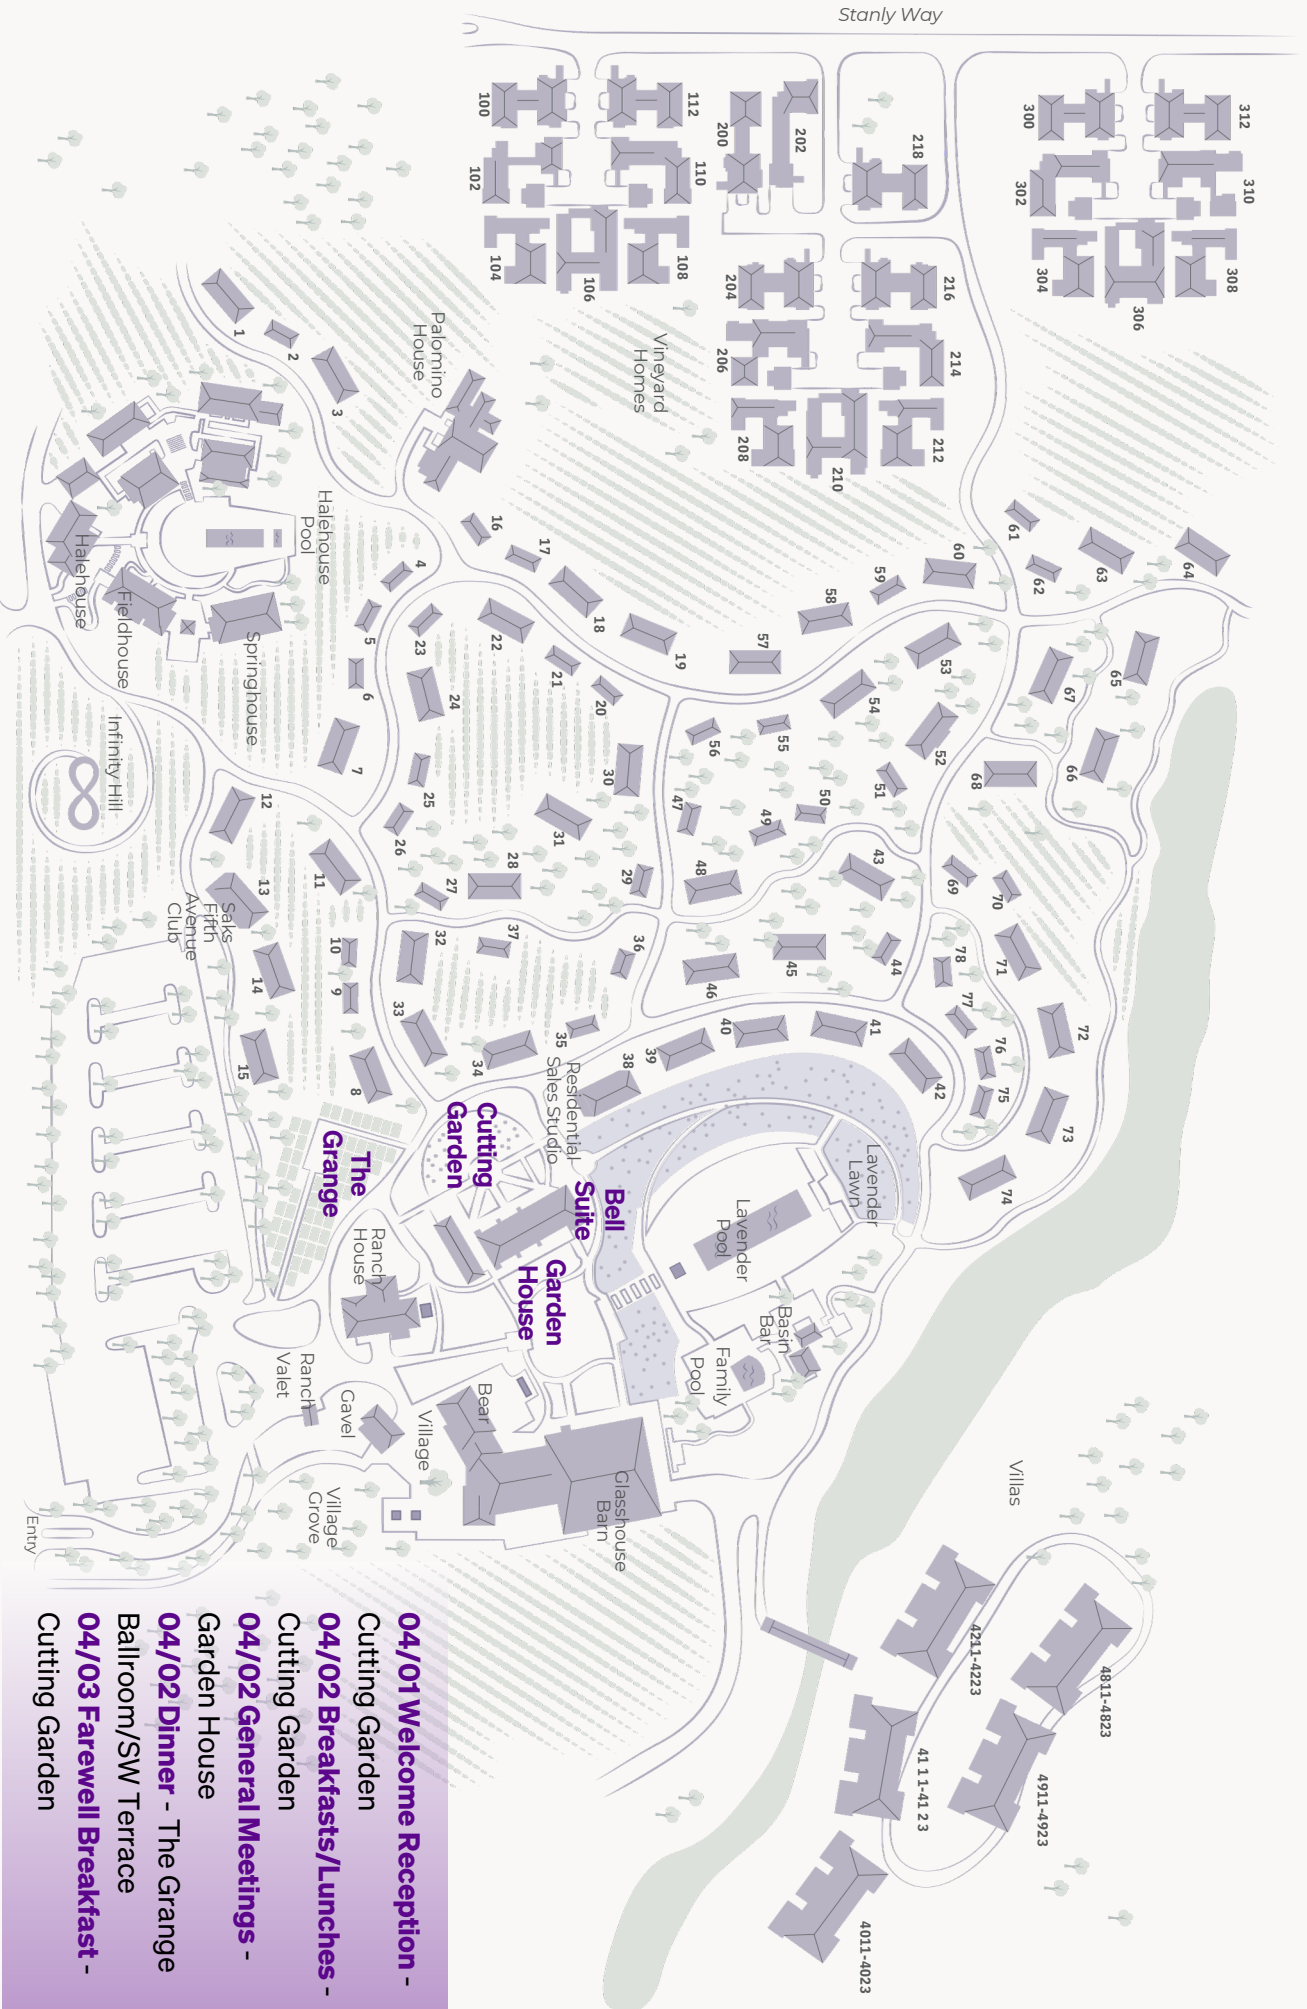 Stanly Way
100
112
200
202
218
300
312
102
110
302
310
104
106
108
204
216
304
306
308
206
214
208
210
212
Palomino
House
Vineyard
Homes
1
2
3
Halehouse
Pool
Halehouse
Fieldhouse
Springhouse
Infinity Hill
4
5
6
7
16
17
18
19
20
21
22
23
24
25
26
27
28
29
30
31
57
58
59
60
61
62
63
64
53
54
52
55
56
51
50
49
47
48
43
44
45
46
65
66
67
68
69
70
71
72
73
74
75
76
77
78
12
11
13
14
15
10
9
8
Saks
Fifth
Avenue
Club
32
33
34
35
36
37
38
39
40
41
42
Residential
Sales Studio
Cutting
Garden
The
Grange
Bell
Suite
Garden
House
Lavender
Lawn
Lavender
Pool
Basin
Bar
Family
Pool
Ranch
House
Ranch
Valet
Gavel
Bear
Village
Village
Grove
Glasshouse
Barn
Entry
Villas
4211-4223
4811-4823
4111-4123
4911-4923
4011-4023
04/01 Welcome Reception -
Cutting Garden
04/02 Breakfasts/Lunches -
Cutting Garden
04/02 General Meetings -
Garden House
04/02 Dinner - The Grange
Ballroom/SW Terrace
04/03 Farewell Breakfast -
Cutting Garden